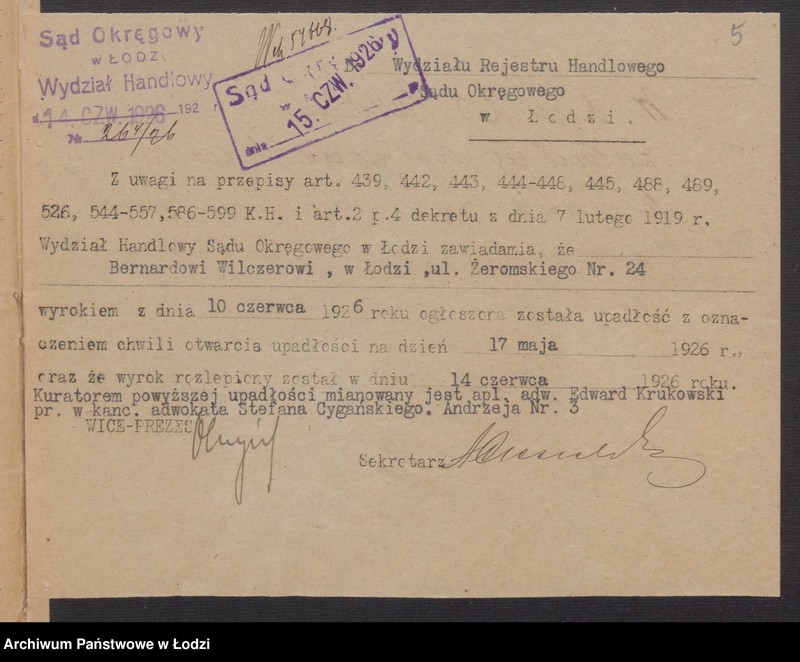 Sąd Okręgowy
w ŁODZI
Wydział Handlowy
14 CZW. 1926 192
№ 264/26
Sąd
15. CZW. 1926
dnia
5
Wydziału Rejestru Handlowego
Sądu Okręgowego
w Łodzi.
Z uwagi na przepisy art. 439, 442, 443, 444-448, 445, 488, 489,
526, 544-557,586-599 K.H. i art.2 p.4 dekretu z dnia 7 lutego 1919 r.
Wydział Handlowy Sądu Okręgowego w Łodzi zawiadamia, że
Bernardowi Wilczerowi , w Łodzi ,ul. Żeromskiego Nr. 24
wyrokiem z dnia 10 czerwca 1926 roku ogłoszona została upadłość z ozna-
czeniem chwili otwarcia upadłości na dzień 17 maja 1926 r.,
oraz że wyrok rozlepiony został w dniu 14 czerwca 1926 roku.
Kuratorem powyższej upadłości mianowany jest apl. adw. Edward Krukowski
pr. w kanc. adwokata Stefana Cygańskiego. Andrzeja Nr. 3
WICE-PREZES
Sekretarz
Archiwum Państwowe w Łodzi